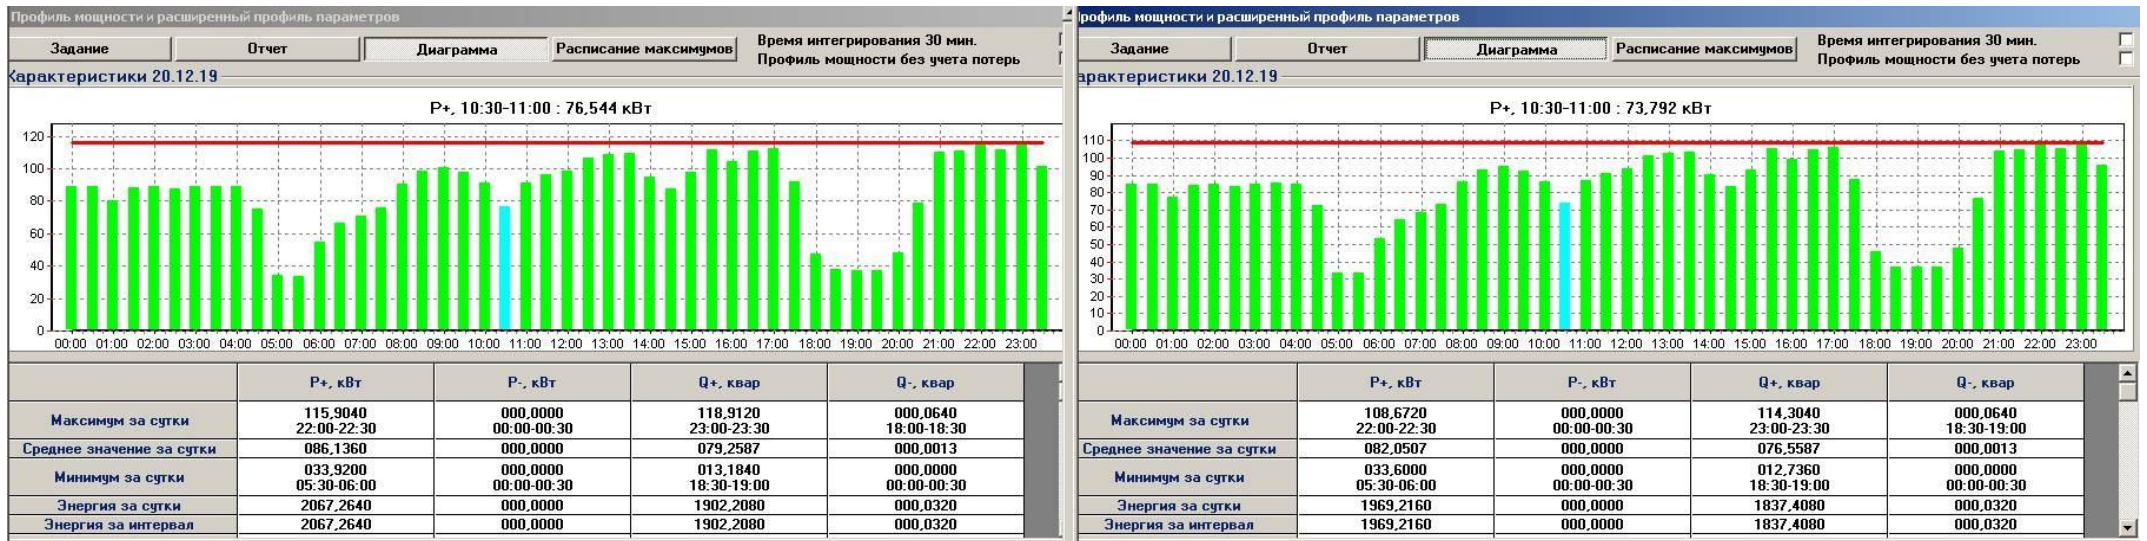 Профиль мощности и расширенный профиль параметров
Задание Отчет Диаграмма Расписание максимумов
Время интегрирования 30 мин.
Профиль мощности без учета потерь
Характеристики 20.12.19
P+, 10:30-11:00 : 76,544 кВт
120
100
80
60
40
20
0
00:00 01:00 02:00 03:00 04:00 05:00 06:00 07:00 08:00 09:00 10:00 11:00 12:00 13:00 14:00 15:00 16:00 17:00 18:00 19:00 20:00 21:00 22:00 23:00
P+, кВт P-, кВт Q+, квар Q-, квар
Максимум за сутки 115,9040 000,0000 118,9120 000,0640
22:00-22:30 00:00-00:30 23:00-23:30 18:00-18:30
Среднее значение за сутки 086,1360 000,0000 079,2587 000,0013
Минимум за сутки 033,9200 000,0000 013,1840 000,0000
05:30-06:00 00:00-00:30 18:30-19:00 00:00-00:30
Энергия за сутки 2067,2640 000,0000 1902,2080 000,0320
Энергия за интервал 2067,2640 000,0000 1902,2080 000,0320
рофиль мощности и расширенный профиль параметров
Задание Отчет Диаграмма Расписание максимумов
Время интегрирования 30 мин.
Профиль мощности без учета потерь
арактеристики 20.12.19
P+, 10:30-11:00 : 73,792 кВт
110
100
90
80
70
60
50
40
30
20
10
0
00:00 01:00 02:00 03:00 04:00 05:00 06:00 07:00 08:00 09:00 10:00 11:00 12:00 13:00 14:00 15:00 16:00 17:00 18:00 19:00 20:00 21:00 22:00 23:00
P+, кВт P-, кВт Q+, квар Q-, квар
Максимум за сутки 108,6720 000,0000 114,3040 000,0640
22:00-22:30 00:00-00:30 23:00-23:30 18:30-19:00
Среднее значение за сутки 082,0507 000,0000 076,5587 000,0013
Минимум за сутки 033,6000 000,0000 012,7360 000,0000
05:30-06:00 00:00-00:30 18:30-19:00 00:00-00:30
Энергия за сутки 1969,2160 000,0000 1837,4080 000,0320
Энергия за интервал 1969,2160 000,0000 1837,4080 000,0320